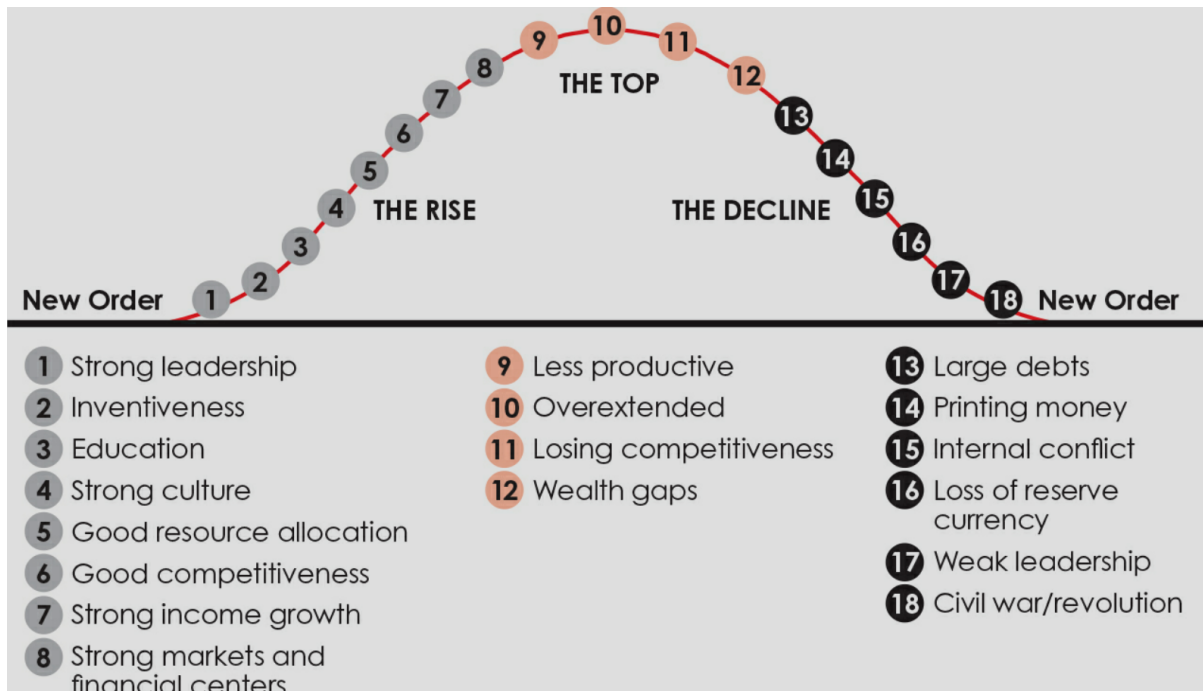 9
10
11
12
8
7
6
5
4
3
2
1
13
14
15
16
17
18
THE TOP
THE RISE
THE DECLINE
New Order
New Order
1 Strong leadership
2 Inventiveness
3 Education
4 Strong culture
5 Good resource allocation
6 Good competitiveness
7 Strong income growth
8 Strong markets and
financial centers
9 Less productive
10 Overextended
11 Losing competitiveness
12 Wealth gaps
13 Large debts
14 Printing money
15 Internal conflict
16 Loss of reserve
currency
17 Weak leadership
18 Civil war/revolution